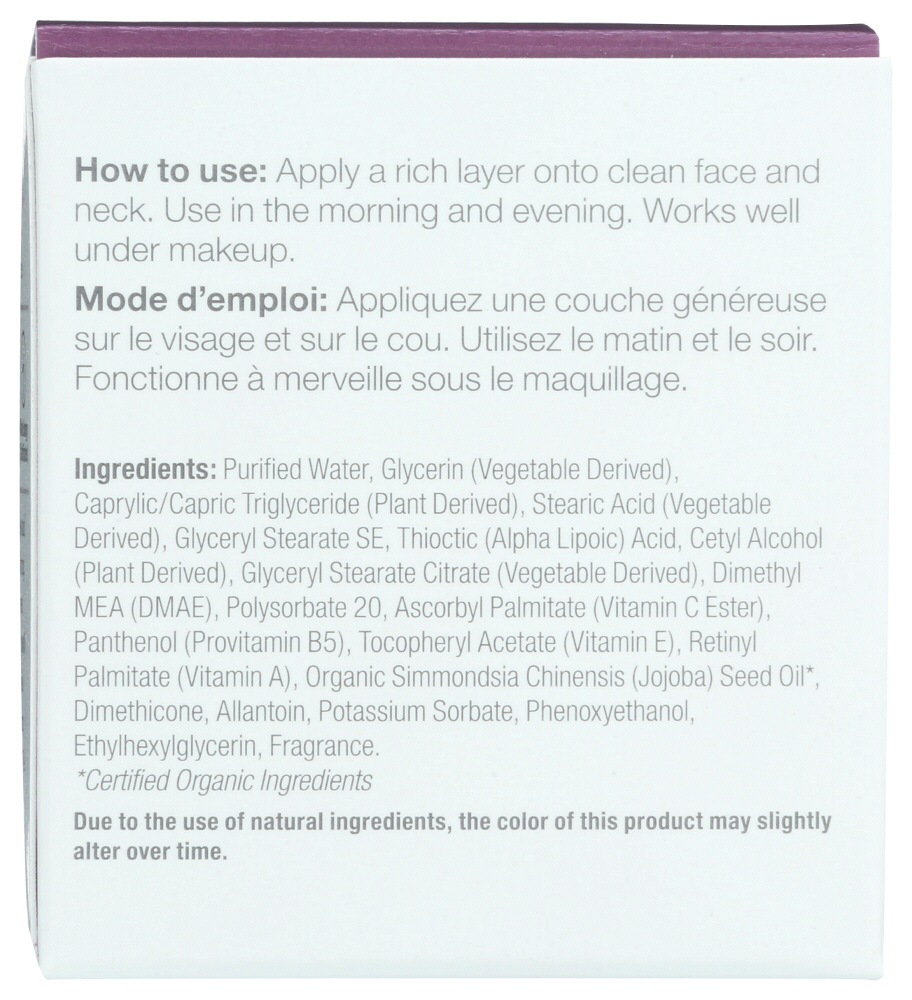 How to use: Apply a rich layer onto clean face and
neck. Use in the morning and evening. Works well
under makeup.
Mode d’emploi: Appliquez une couche généreuse
sur le visage et sur le cou. Utilisez le matin et le soir.
Fonctionne à merveille sous le maquillage.
Ingredients: Purified Water, Glycerin (Vegetable Derived),
Caprylic/Capric Triglyceride (Plant Derived), Stearic Acid (Vegetable
Derived), Glyceryl Stearate SE, Thioctic (Alpha Lipoic) Acid, Cetyl Alcohol
(Plant Derived), Glyceryl Stearate Citrate (Vegetable Derived), Dimethyl
MEA (DMAE), Polysorbate 20, Ascorbyl Palmitate (Vitamin C Ester),
Panthenol (Provitamin B5), Tocopheryl Acetate (Vitamin E), Retinyl
Palmitate (Vitamin A), Organic Simmondsia Chinensis (Jojoba) Seed Oil*,
Dimethicone, Allantoin, Potassium Sorbate, Phenoxyethanol,
Ethylhexylglycerin, Fragrance.
*Certified Organic Ingredients
Due to the use of natural ingredients, the color of this product may slightly
alter over time.